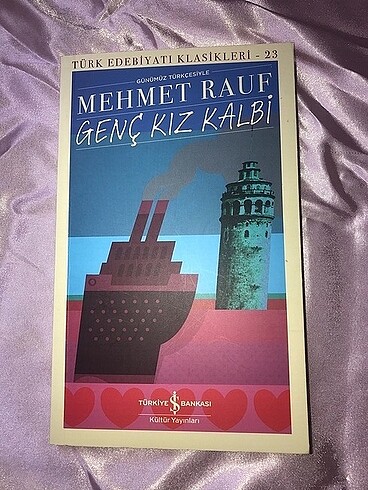 TÜRK EDEBİYATI KLASİKLERİ - 23
GÜNÜMÜZ TÜRKÇESİYLE
MEHMET RAUF
GENÇ KIZ KALBİ
TÜRKİYE İŞ BANKASI
Kültür Yayınları